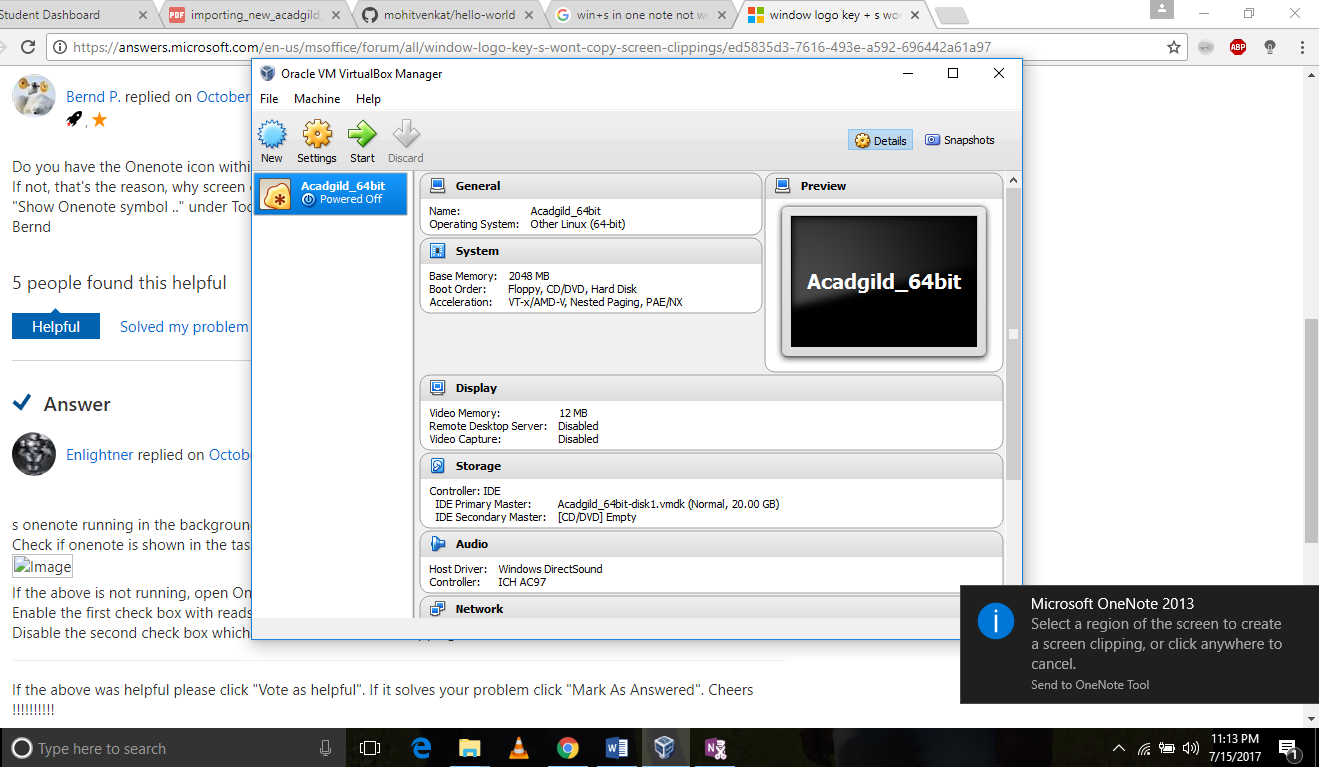 Student Dashboard
PDF importing_new_acadgild_
mohitvenkat/hello-world
win+s in one note not w
window logo key + s wo
https://answers.microsoft.com/en-us/msoffice/forum/all/window-logo-key-s-wont-copy-screen-clippings/ed5835d3-7616-493e-a592-696442a61a97
ABP
Bernd P. replied on October
Do you have the Onenote icon withi
If not, that's the reason, why screen
"Show Onenote symbol .." under Too
Bernd
5 people found this helpful
Helpful
Solved my problem
Answer
Enlightner replied on Octob
s onenote running in the backgroun
Check if onenote is shown in the tas
Image
If the above is not running, open On
Enable the first check box with reads
Disable the second check box which
If the above was helpful please click "Vote as helpful". If it solves your problem click "Mark As Answered". Cheers
!!!!!!!!!!
Oracle VM VirtualBox Manager
File Machine Help
New Settings Start Discard
Details Snapshots
Acadgild_64bit
Powered Off
General
Name: Acadgild_64bit
Operating System: Other Linux (64-bit)
System
Base Memory: 2048 MB
Boot Order: Floppy, CD/DVD, Hard Disk
Acceleration: VT-x/AMD-V, Nested Paging, PAE/NX
Preview
Acadgild_64bit
Display
Video Memory: 12 MB
Remote Desktop Server: Disabled
Video Capture: Disabled
Storage
Controller: IDE
IDE Primary Master: Acadgild_64bit-disk1.vmdk (Normal, 20.00 GB)
IDE Secondary Master: [CD/DVD] Empty
Audio
Host Driver: Windows DirectSound
Controller: ICH AC97
Network
Microsoft OneNote 2013
Select a region of the screen to create
a screen clipping, or click anywhere to
cancel.
Send to OneNote Tool
Type here to search
11:13 PM
7/15/2017
1